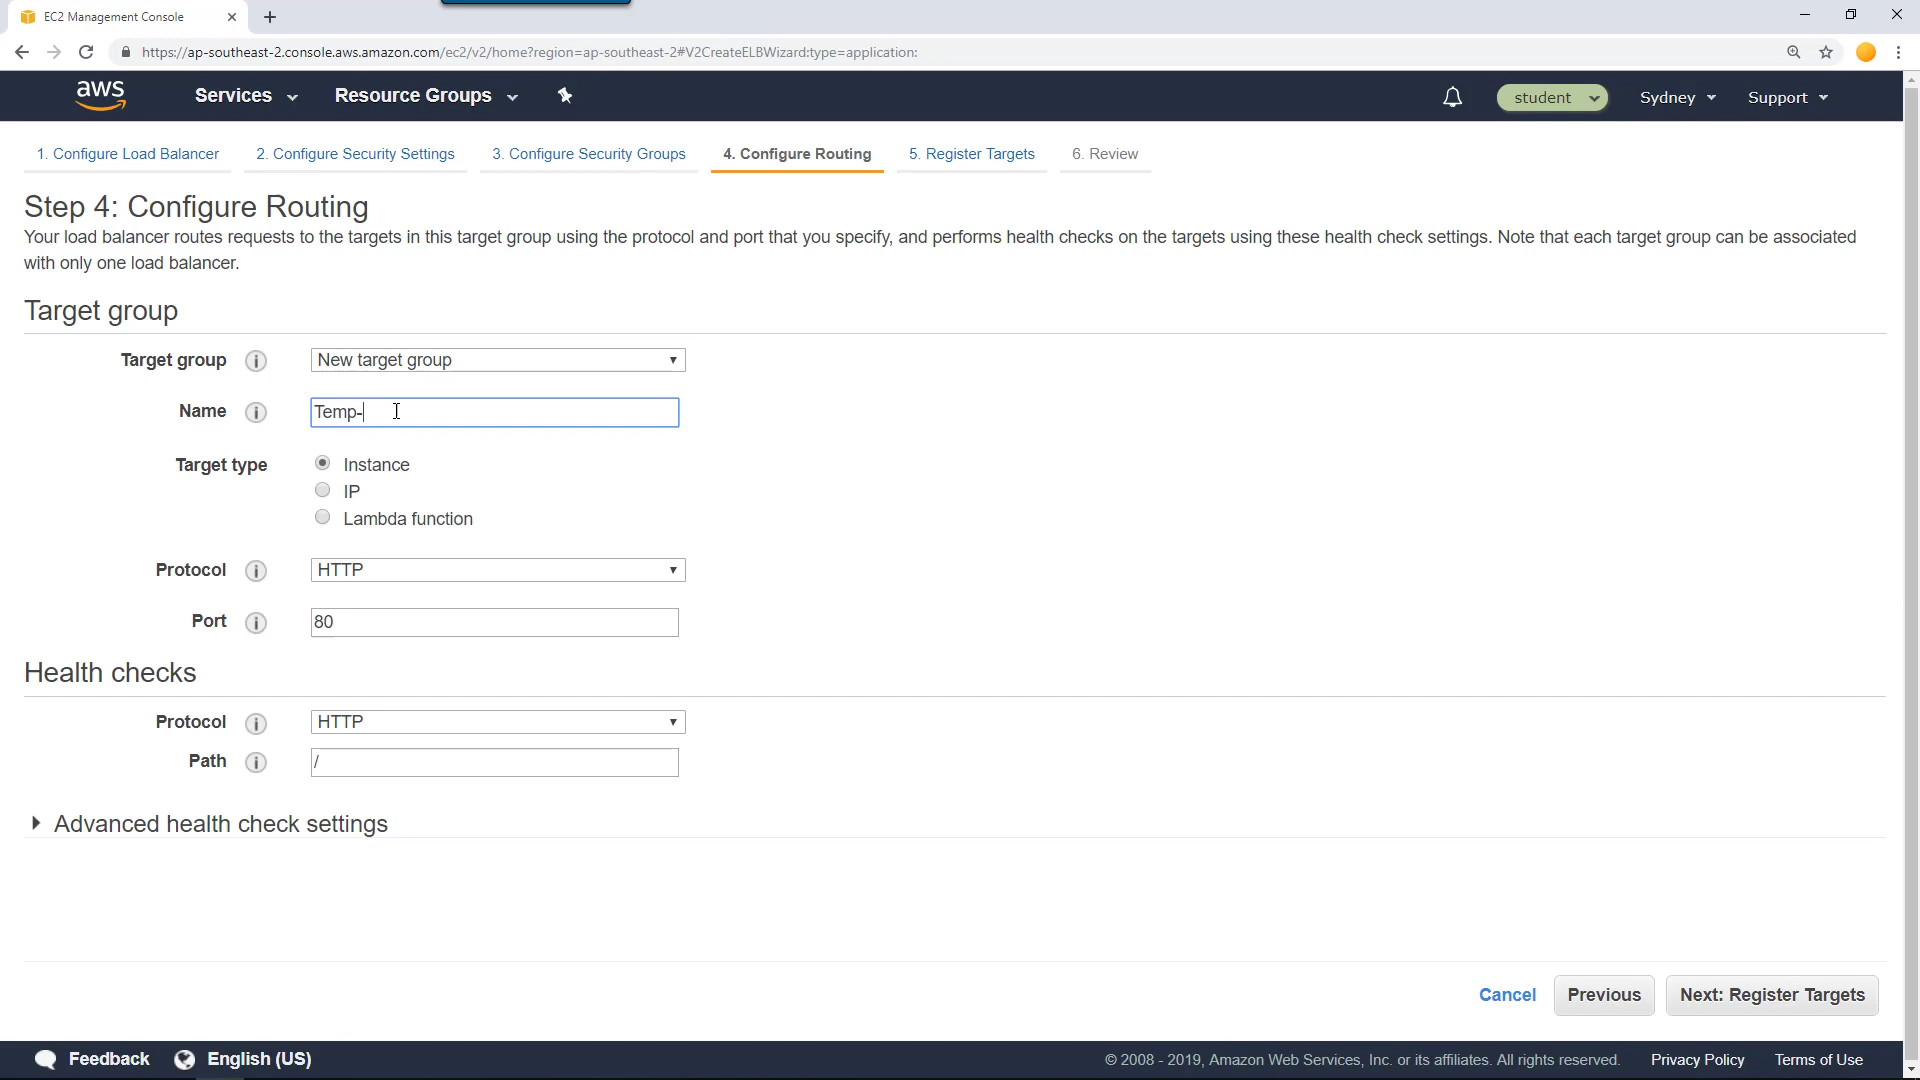 EC2 Management Console
https://ap-southeast-2.console.aws.amazon.com/ec2/v2/home?region=ap-southeast-2#V2CreateELBWizard:type=application:
aws Services Resource Groups student Sydney Support
1. Configure Load Balancer 2. Configure Security Settings 3. Configure Security Groups 4. Configure Routing 5. Register Targets 6. Review
Step 4: Configure Routing
Your load balancer routes requests to the targets in this target group using the protocol and port that you specify, and performs health checks on the targets using these health check settings. Note that each target group can be associated
with only one load balancer.
Target group
Target group i New target group
Name i Temp-
Target type Instance
IP
Lambda function
Protocol i HTTP
Port i 80
Health checks
Protocol i HTTP
Path i /
Advanced health check settings
Cancel Previous Next: Register Targets
Feedback English (US) © 2008 - 2019, Amazon Web Services, Inc. or its affiliates. All rights reserved. Privacy Policy Terms of Use